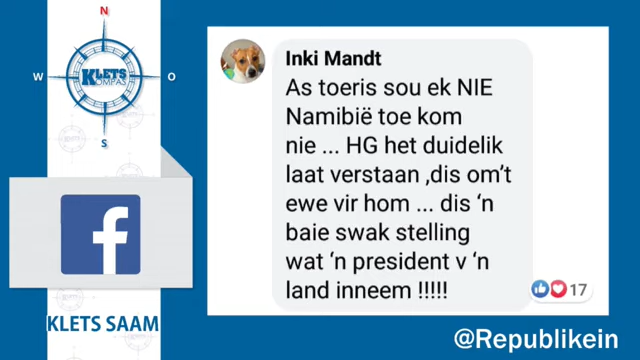 N
W
KLETS
KOMPAS
O
S
KLETS SAAM
Inki Mandt
As toeris sou ek NIE
Namibië toe kom
nie ... HG het duidelik
laat verstaan ,dis om't
ewe vir hom ... dis 'n
baie swak stelling
wat 'n president v 'n
land inneem !!!!!
17
@Republikein